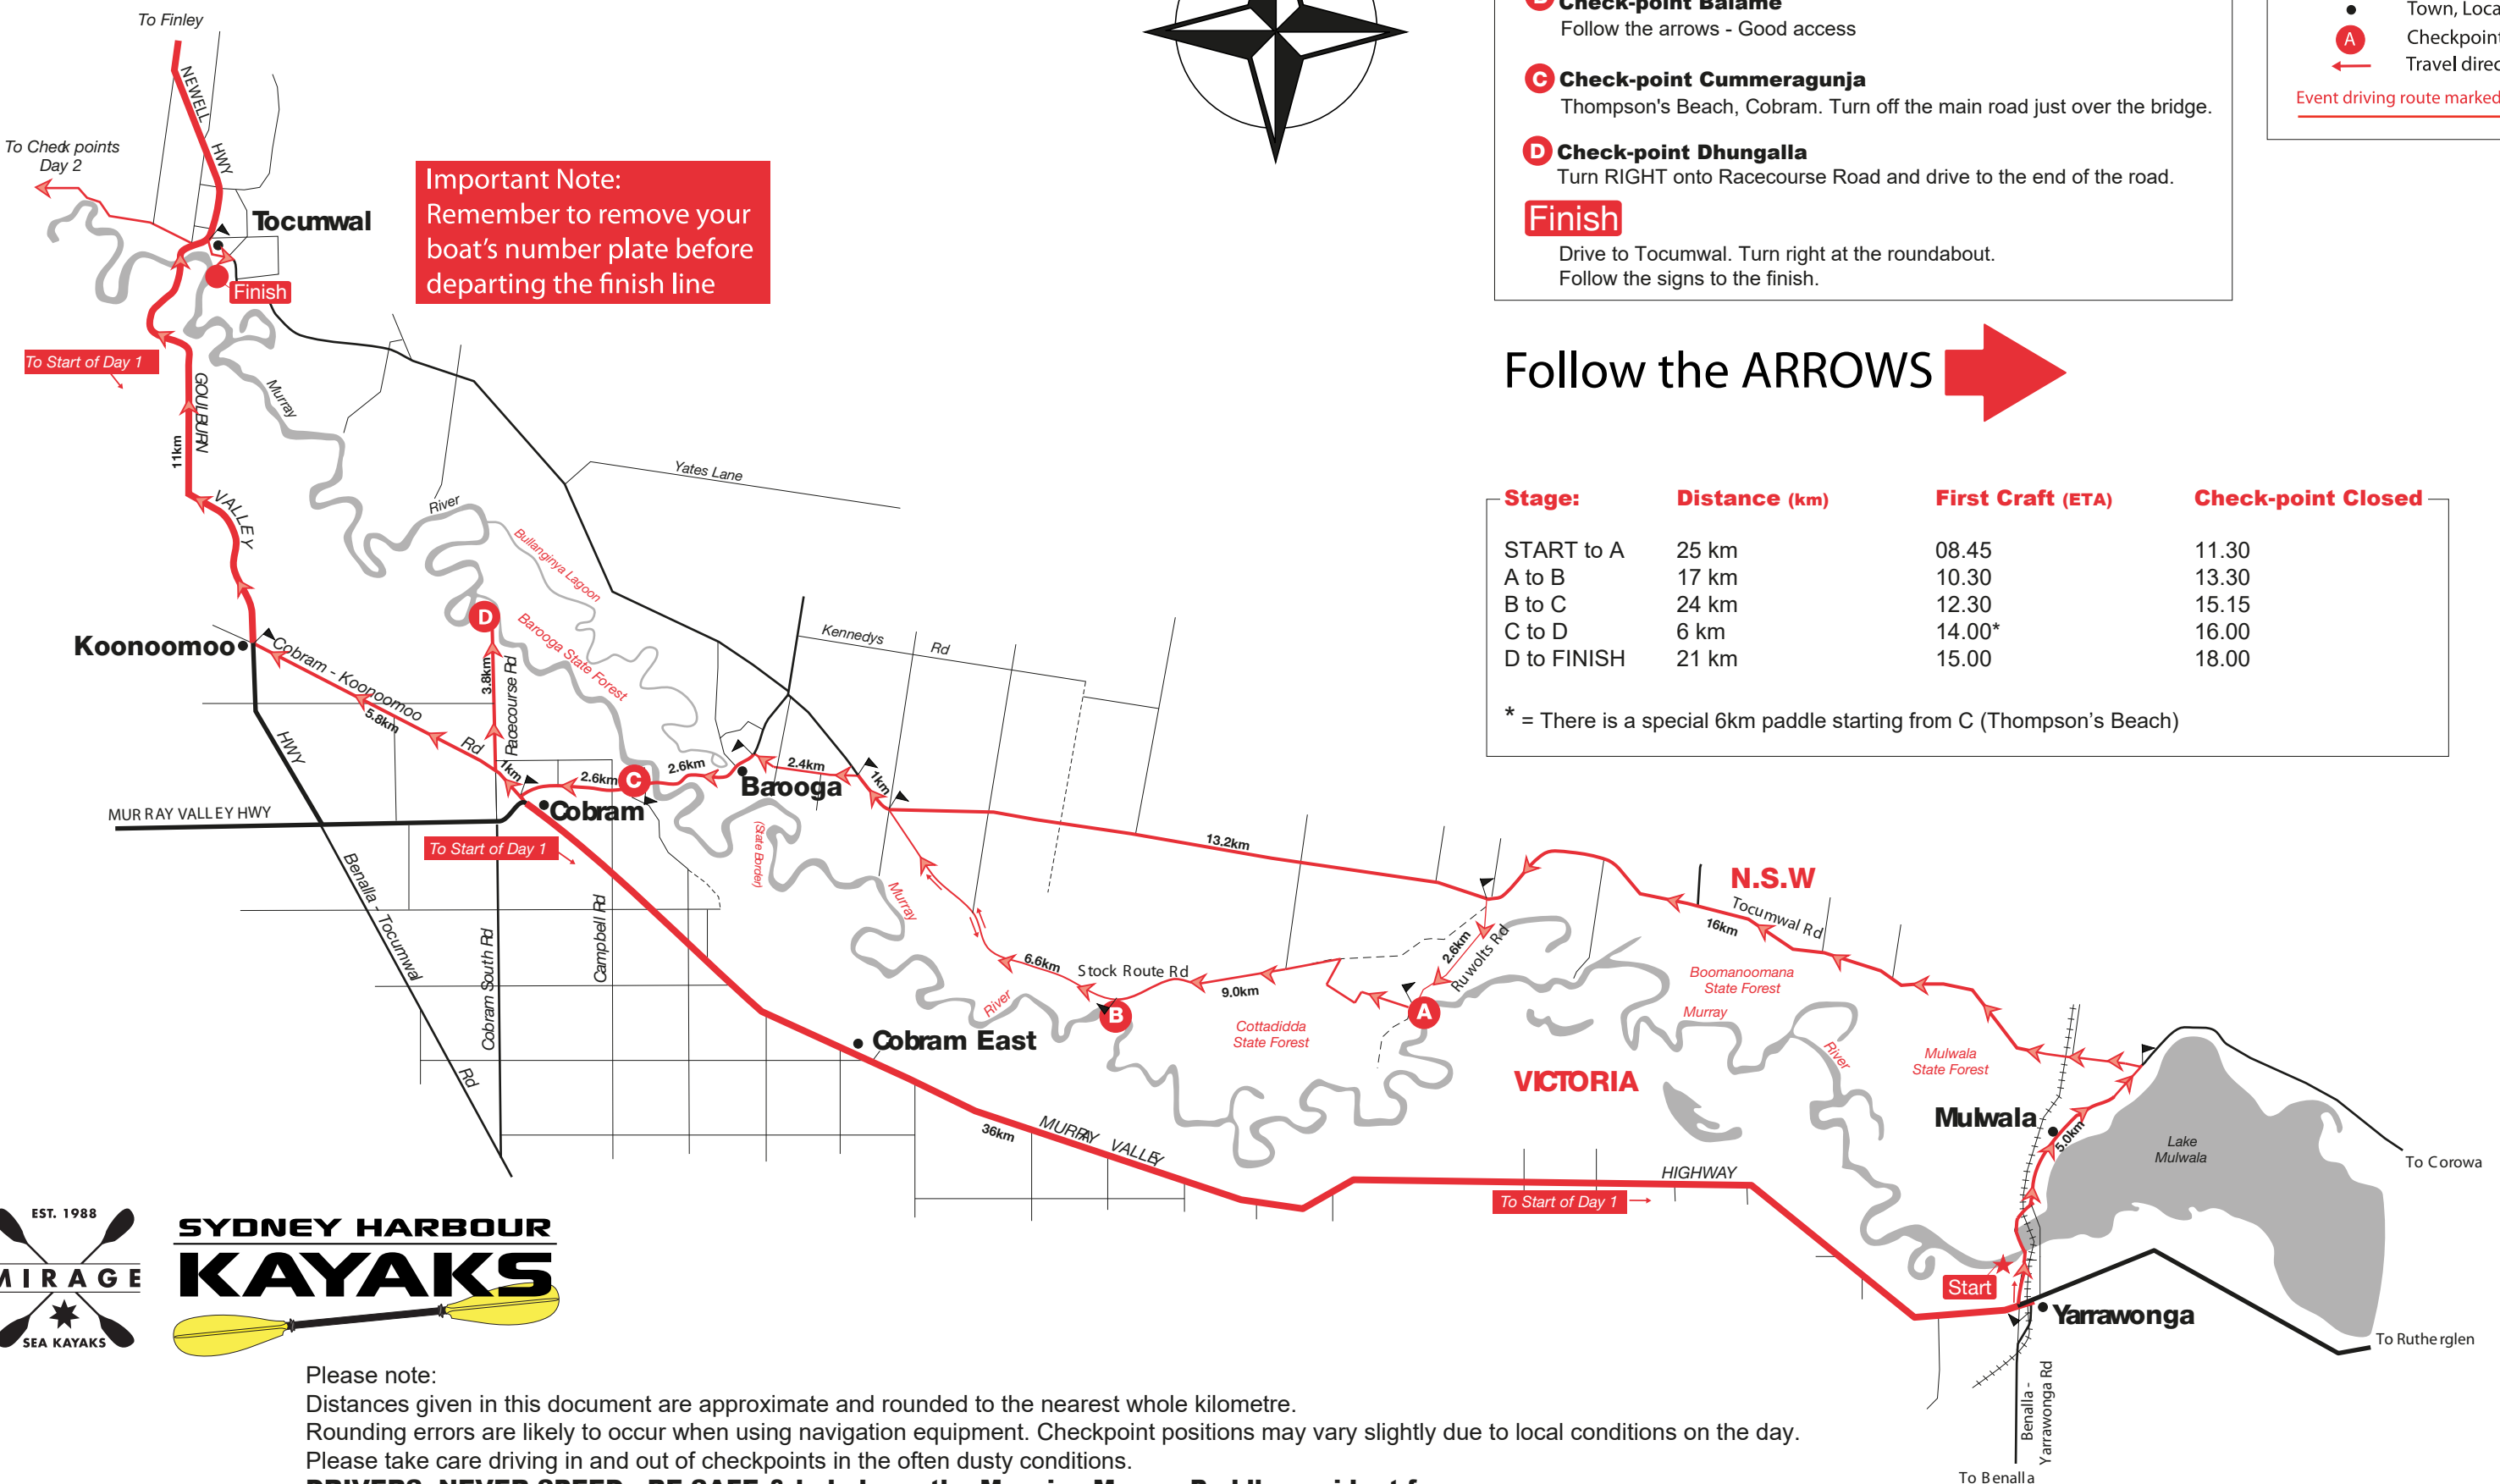 To Finley
NEWELL
HWY
To Check points
Day 2
Tocumwal
Finish
Important Note:
Remember to remove your
boat's number plate before
departing the finish line
Check-point Balame
Follow the arrows - Good access
C Check-point Cummeragunja
Thompson's Beach, Cobram. Turn off the main road just over the bridge.
D Check-point Dhungalla
Turn RIGHT onto Racecourse Road and drive to the end of the road.
Finish
Drive to Tocumwal. Turn right at the roundabout.
Follow the signs to the finish.
A
Event driving route marked
Follow the ARROWS
Stage: Distance (km) First Craft (ETA) Check-point Closed
START to A 25 km 08.45 11.30
A to B 17 km 10.30 13.30
B to C 24 km 12.30 15.15
C to D 6 km 14.00* 16.00
D to FINISH 21 km 15.00 18.00
* = There is a special 6km paddle starting from C (Thompson's Beach)
To Start of Day 1
GOULBURN
11km
VALLEY
Murray
River
Yates Lane
Bullanginya Lagoon
Barooga State Forest
D
Koonoomoo
Cobram - Koonoomoo
5.8km
Rd
3.8km
Racecourse Rd
Kennedys
Rd
1km
2.6km
C
2.6km
Barooga
2.4km
1km
Cobram
HWY
MURRAY VALLEY HWY
To Start of Day 1
(State Border)
Benalla - Tocumwal
Rd
Cobram South Rd
Campbell Rd
Murray
River
13.2km
6.6km
Stock Route Rd
9.0km
B
2.6km
Ruwolts Rd
A
Cottadidda
State Forest
N.S.W
Tocumwal Rd
16km
Boomanoomana
State Forest
Murray
River
Mulwala
State Forest
VICTORIA
Cobram East
36km
MURRAY VALLEY
HIGHWAY
To Start of Day 1
Mulwala
5.0km
Lake
Mulwala
To Corowa
Start
Yarrawonga
To Rutherglen
Benalla -
Yarrawonga Rd
To Benalla
EST. 1988
MIRAGE
SEA KAYAKS
SYDNEY HARBOUR
KAYAKS
Please note:
Distances given in this document are approximate and rounded to the nearest whole kilometre.
Rounding errors are likely to occur when using navigation equipment. Checkpoint positions may vary slightly due to local conditions on the day.
Please take care driving in and out of checkpoints in the often dusty conditions.